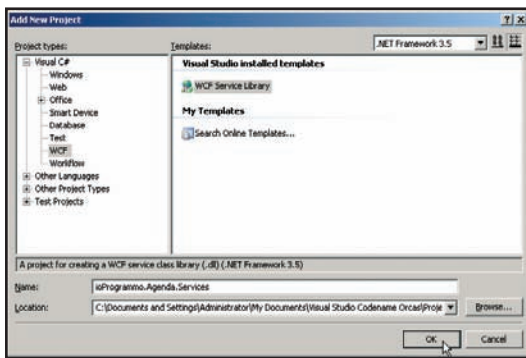 Add New Project
Project types:
Templates:
.NET Framework 3.5
Visual C#
Windows
Web
Office
Smart Device
Database
Test
WCF
Workflow
Other Languages
Other Project Types
Test Projects
Visual Studio installed templates
WCF Service Library
My Templates
Search Online Templates...
A project for creating a WCF service class library (.dll) (.NET Framework 3.5)
Name:
ioProgrammo.Agenda.Services
Location:
C:\Documents and Settings\Administrator\My Documents\Visual Studio Codename Orcas\Proje
Browse...
OK
Cancel